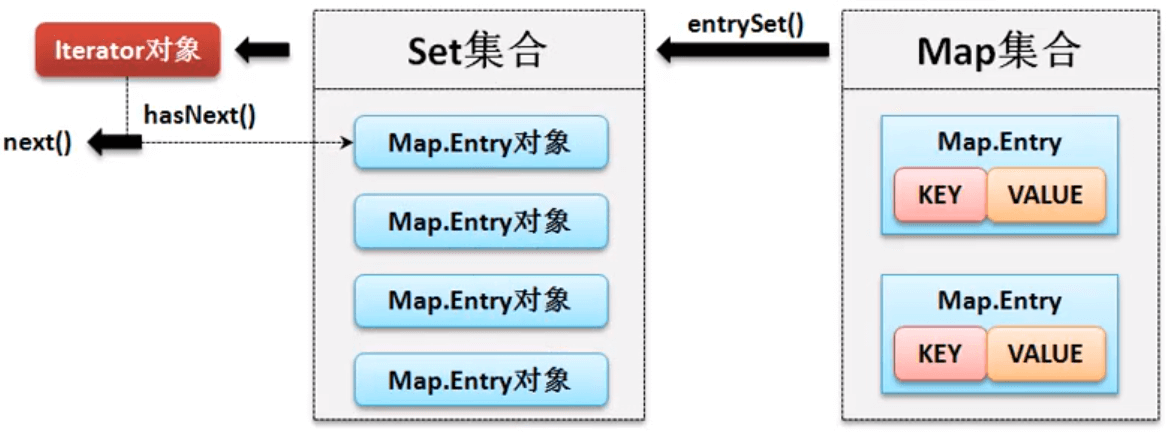 Iterator对象
hasNext()
next()
Set集合
Map.Entry对象
Map.Entry对象
Map.Entry对象
Map.Entry对象
entrySet()
Map集合
Map.Entry
KEY VALUE
Map.Entry
KEY VALUE